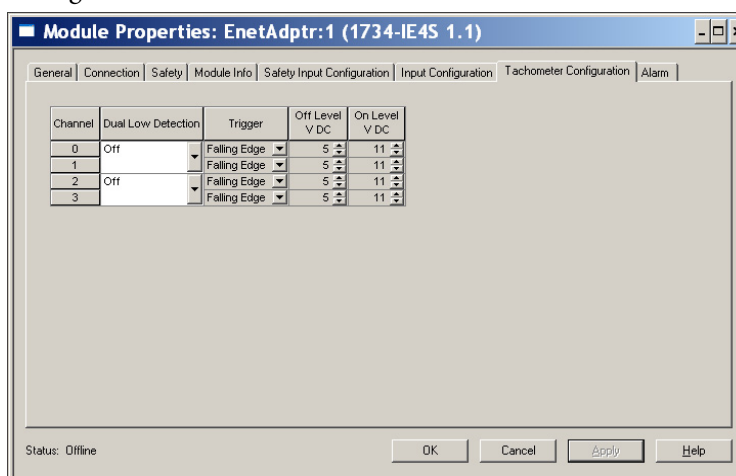 Module Properties: EnetAdptr:1 (1734-IE4S 1.1)
General Connection Safety Module Info Safety Input Configuration Input Configuration Tachometer Configuration Alarm
Channel Dual Low Detection Trigger Off Level V DC On Level V DC
0 Off Falling Edge 5 11
1 Falling Edge 5 11
2 Off Falling Edge 5 11
3 Falling Edge 5 11
Status: Offline OK Cancel Apply Help